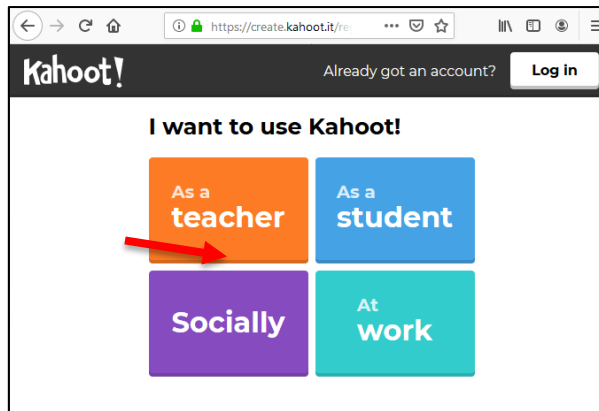 https://create.kahoot.it/re
Kahoot!
Already got an account?
Log in
I want to use Kahoot!
As a
teacher
As a
student
Socially
At
work